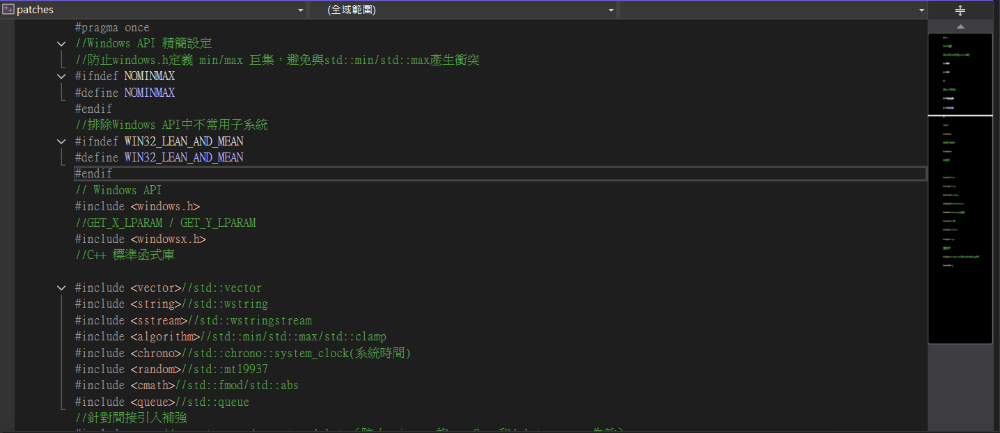 patches
(全域範圍)
#pragma once
//Windows API 精簡設定
//防止windows.h定義 min/max 巨集，避免與std::min/std::max產生衝突
#ifndef NOMINMAX
#define NOMINMAX
#endif
//排除Windows API中不常用子系統
#ifndef WIN32_LEAN_AND_MEAN
#define WIN32_LEAN_AND_MEAN
#endif
// Windows API
#include <windows.h>
//GET_X_LPARAM / GET_Y_LPARAM
#include <windowsx.h>
//C++ 標準函式庫
#include <vector>//std::vector
#include <string>//std::wstring
#include <sstream>//std::wstringstream
#include <algorithm>//std::min/std::max/std::clamp
#include <chrono>//std::chrono::system_clock(系統時間)
#include <random>//std::mt19937
#include <cmath>//std::fmod/std::abs
#include <queue>//std::queue
//針對間接引入補強